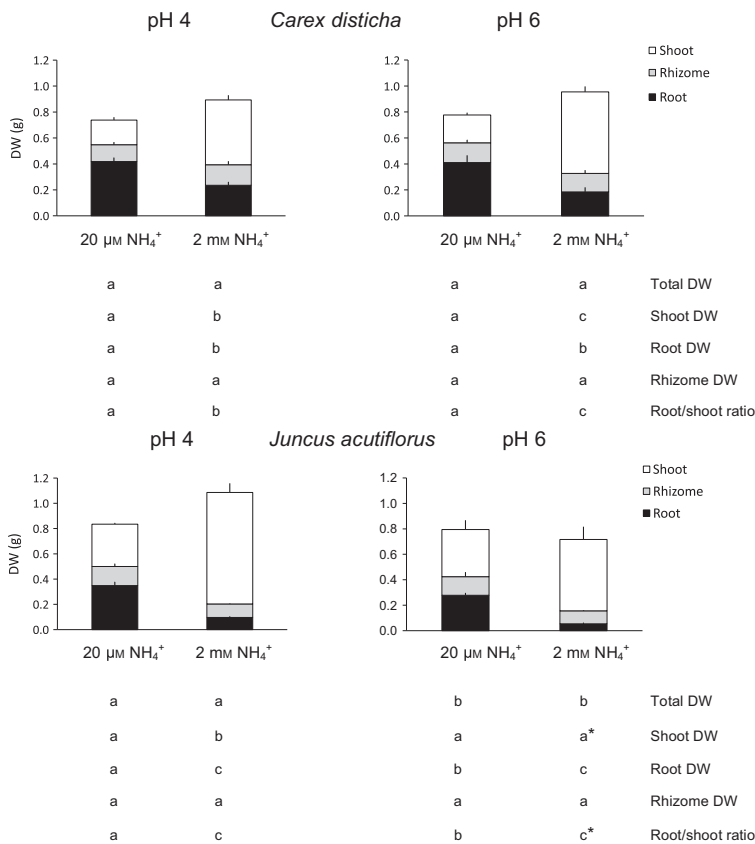 pH 4 Carex disticha pH 6
Shoot
Rhizome
Root
1.2
1.0
0.8
0.6
0.4
0.2
0.0
DW (g)
20 µM NH₄⁺ 2 mM NH₄⁺
1.2
1.0
0.8
0.6
0.4
0.2
0.0
20 µM NH₄⁺ 2 mM NH₄⁺
a a a a Total DW
a b a c Shoot DW
a b a b Root DW
a a a a Rhizome DW
a b a c Root/shoot ratio
pH 4 Juncus acutiflorus pH 6
Shoot
Rhizome
Root
1.2
1.0
0.8
0.6
0.4
0.2
0.0
DW (g)
20 µM NH₄⁺ 2 mM NH₄⁺
1.2
1.0
0.8
0.6
0.4
0.2
0.0
20 µM NH₄⁺ 2 mM NH₄⁺
a a b b Total DW
a b a a* Shoot DW
a c b c Root DW
a a a a Rhizome DW
a c b c* Root/shoot ratio